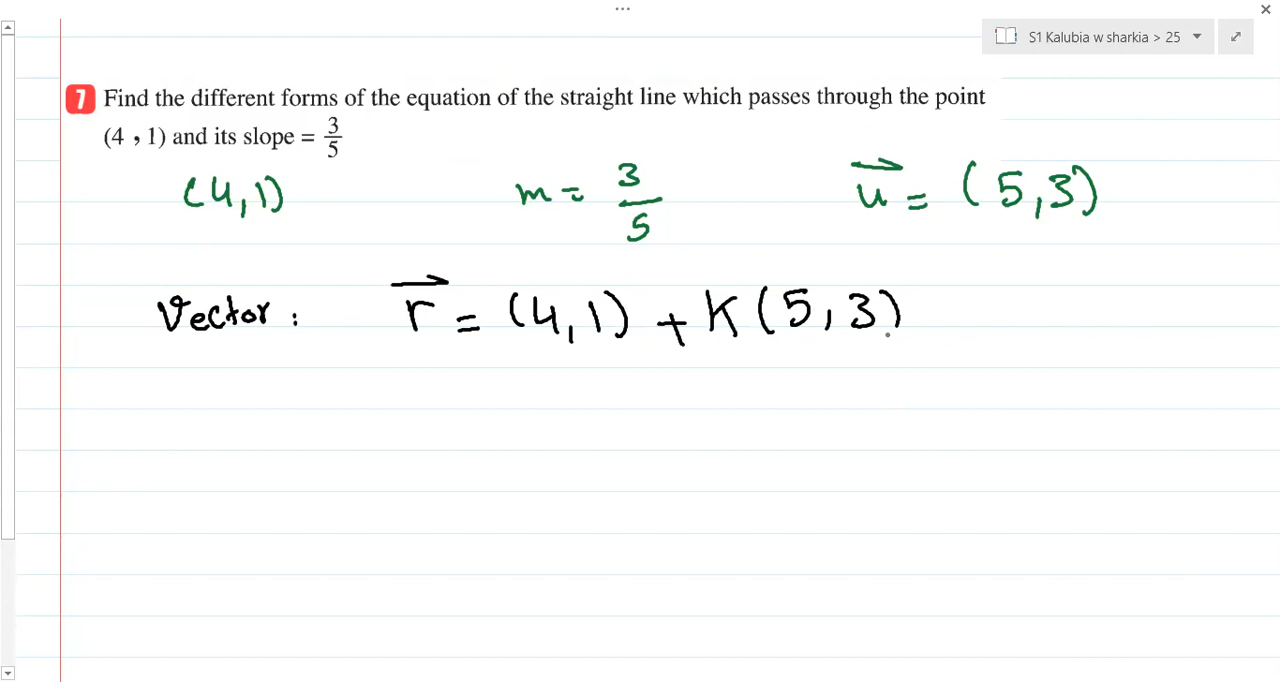 S1 Kalubia w sharkia > 25
7 Find the different forms of the equation of the straight line which passes through the point
(4 , 1) and its slope = 3/5
(4,1) m = 3/5 u⃗ = (5,3)
Vector : r⃗ = (4,1) + K(5,3)